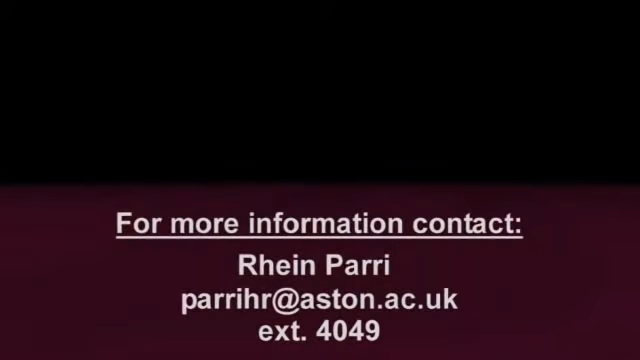 For more information contact:
Rhein Parri
parrihr@aston.ac.uk
ext. 4049